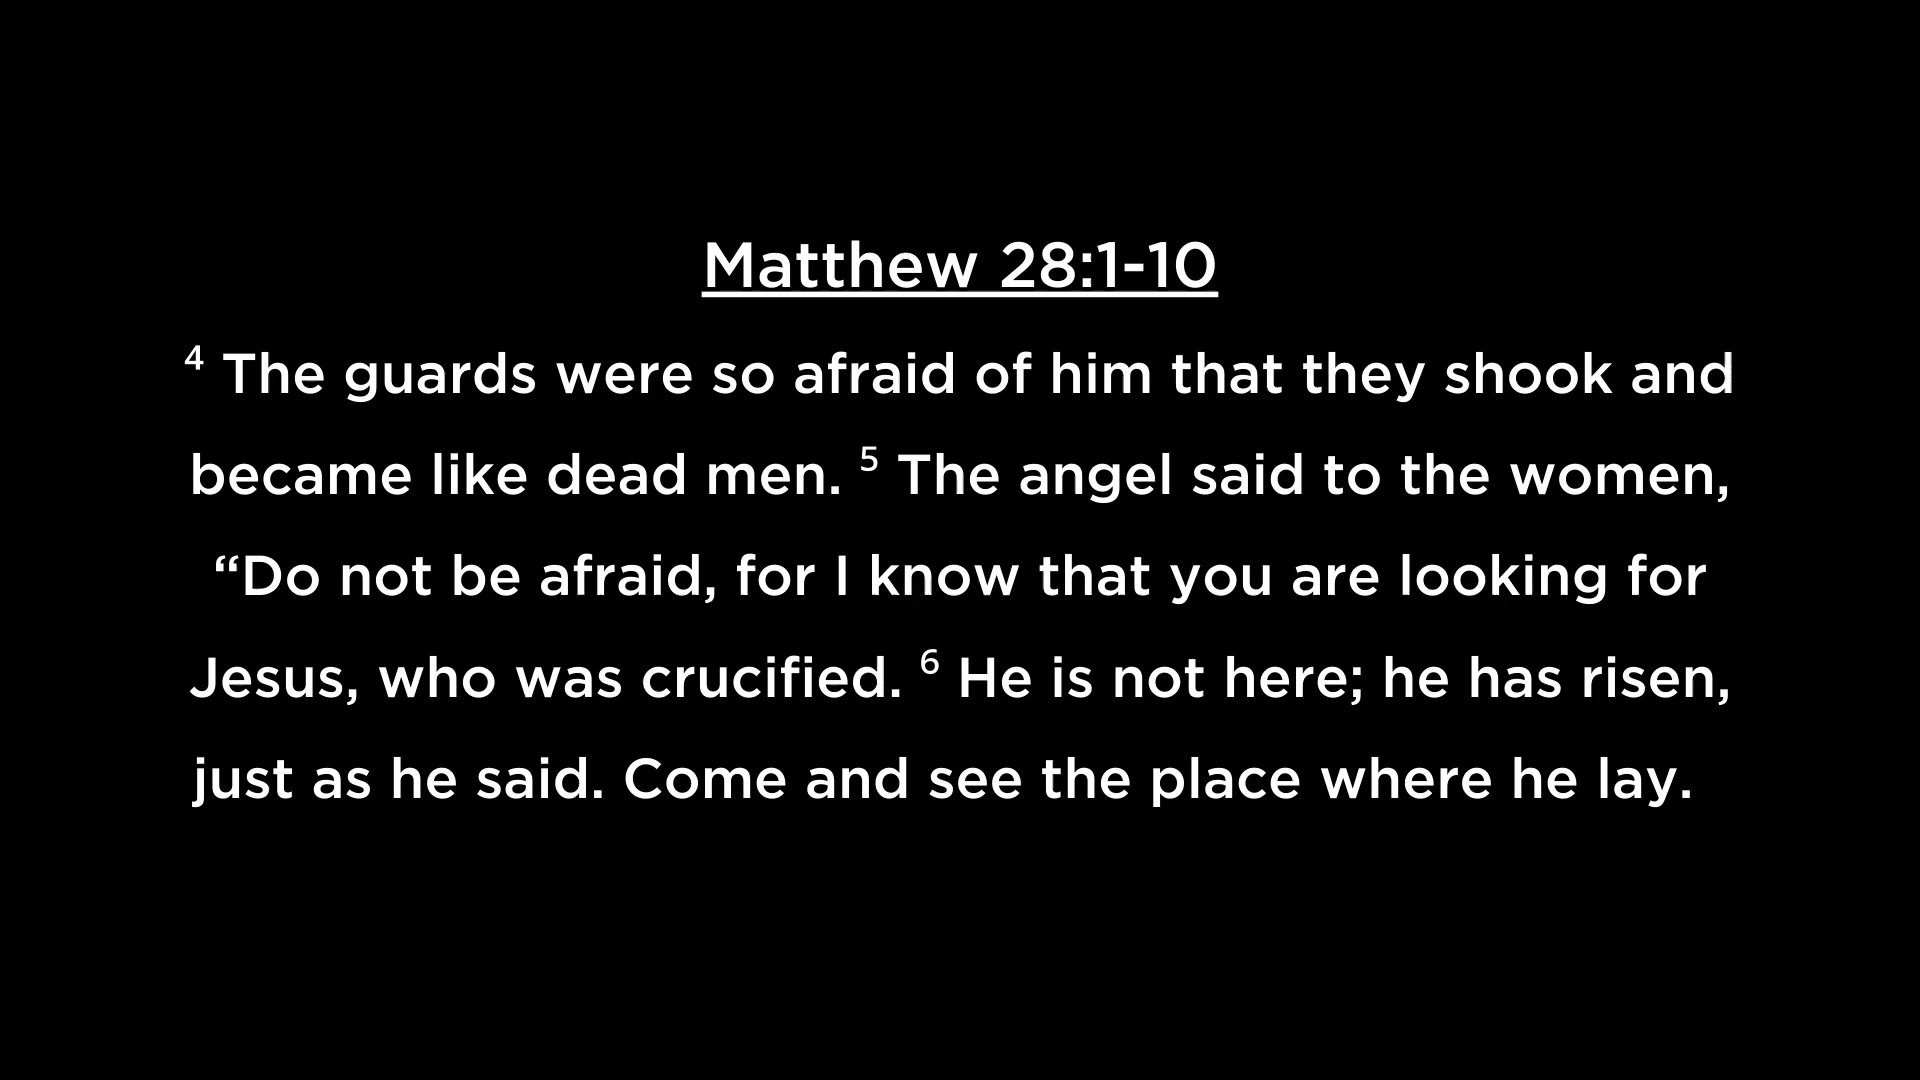 Matthew 28:1-10
⁴ The guards were so afraid of him that they shook and
became like dead men. ⁵ The angel said to the women,
“Do not be afraid, for I know that you are looking for
Jesus, who was crucified. ⁶ He is not here; he has risen,
just as he said. Come and see the place where he lay.